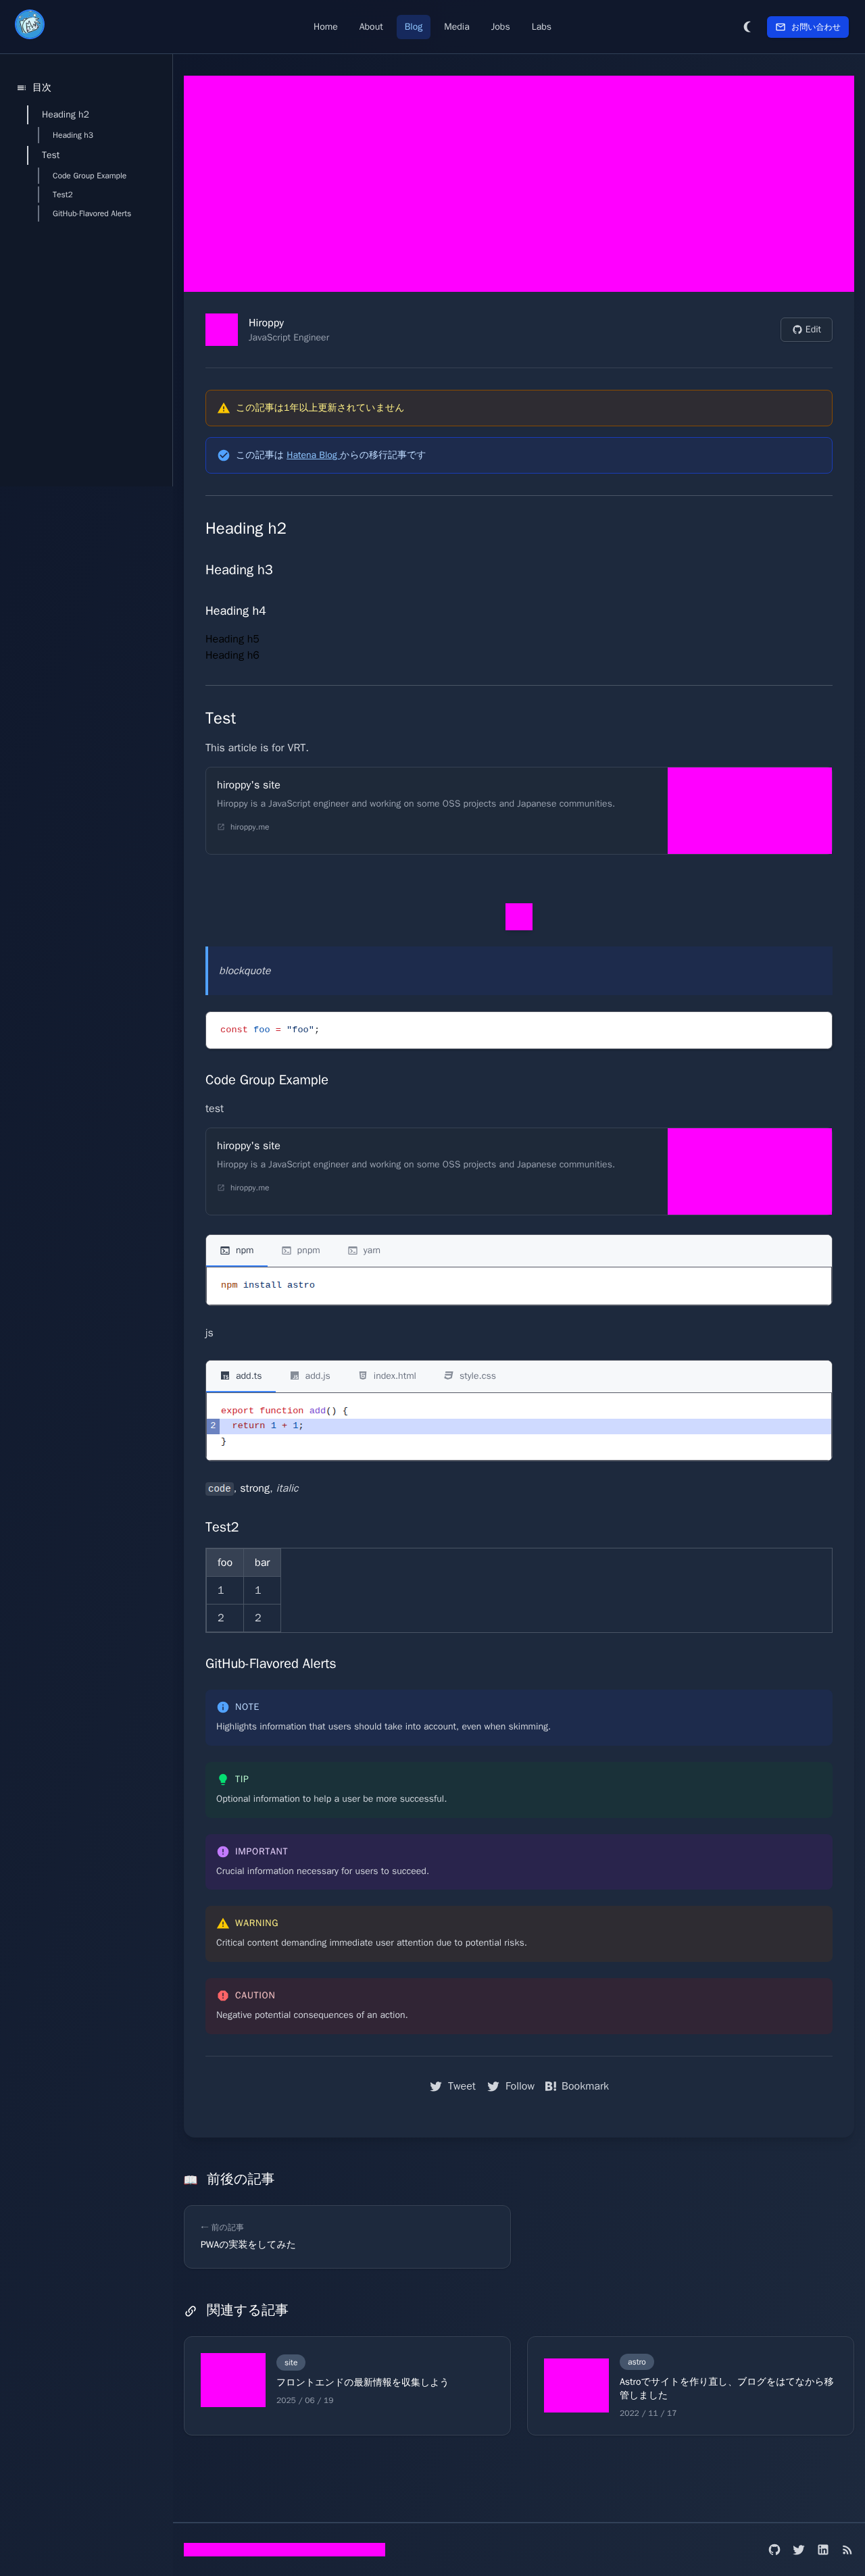 Home About Blog Media Jobs Labs お問い合わせ
目次
Heading h2
Heading h3
Test
Code Group Example
Test2
GitHub-Flavored Alerts
Hiroppy
JavaScript Engineer
Edit
この記事は1年以上更新されていません
この記事は Hatena Blog からの移行記事です
Heading h2
Heading h3
Heading h4
Heading h5
Heading h6
Test
This article is for VRT.
hiroppy's site
Hiroppy is a JavaScript engineer and working on some OSS projects and Japanese communities.
hiroppy.me
blockquote
const foo = "foo";
Code Group Example
test
hiroppy's site
Hiroppy is a JavaScript engineer and working on some OSS projects and Japanese communities.
hiroppy.me
npm pnpm yarn
npm install astro
js
add.ts add.js index.html style.css
export function add() {
2 return 1 + 1;
}
code, strong, italic
Test2
foo bar
1 1
2 2
GitHub-Flavored Alerts
NOTE
Highlights information that users should take into account, even when skimming.
TIP
Optional information to help a user be more successful.
IMPORTANT
Crucial information necessary for users to succeed.
WARNING
Critical content demanding immediate user attention due to potential risks.
CAUTION
Negative potential consequences of an action.
Tweet Follow B! Bookmark
前後の記事
← 前の記事
PWAの実装をしてみた
関連する記事
site
フロントエンドの最新情報を収集しよう
2025 / 06 / 19
astro
Astroでサイトを作り直し、ブログをはてなから移
管しました
2022 / 11 / 17